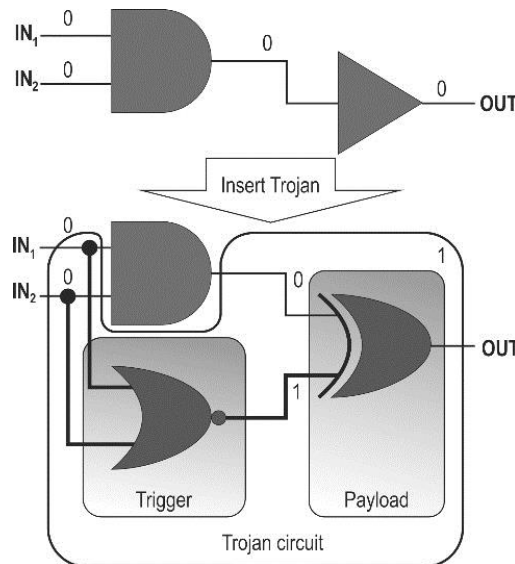 0
IN₁
0
IN₂
0
0
OUT
Insert Trojan
0
IN₁
0
IN₂
1
0
OUT
1
Trigger
Payload
Trojan circuit